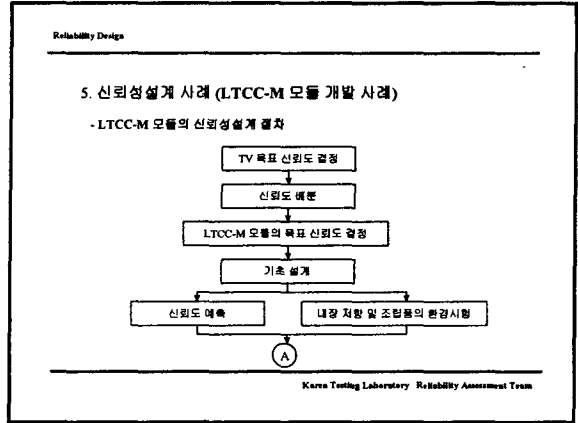 Reliability Design
5. 신뢰성설계 사례 (LTCC-M 모듈 개발 사례)
- LTCC-M 모듈의 신뢰성설계 절차
TV 목표 신뢰도 결정
신뢰도 배분
LTCC-M 모듈의 목표 신뢰도 결정
기초 설계
신뢰도 예측
내장 저항 및 조립품의 환경시험
A
Korea Testing Laboratory Reliability Assessment Team